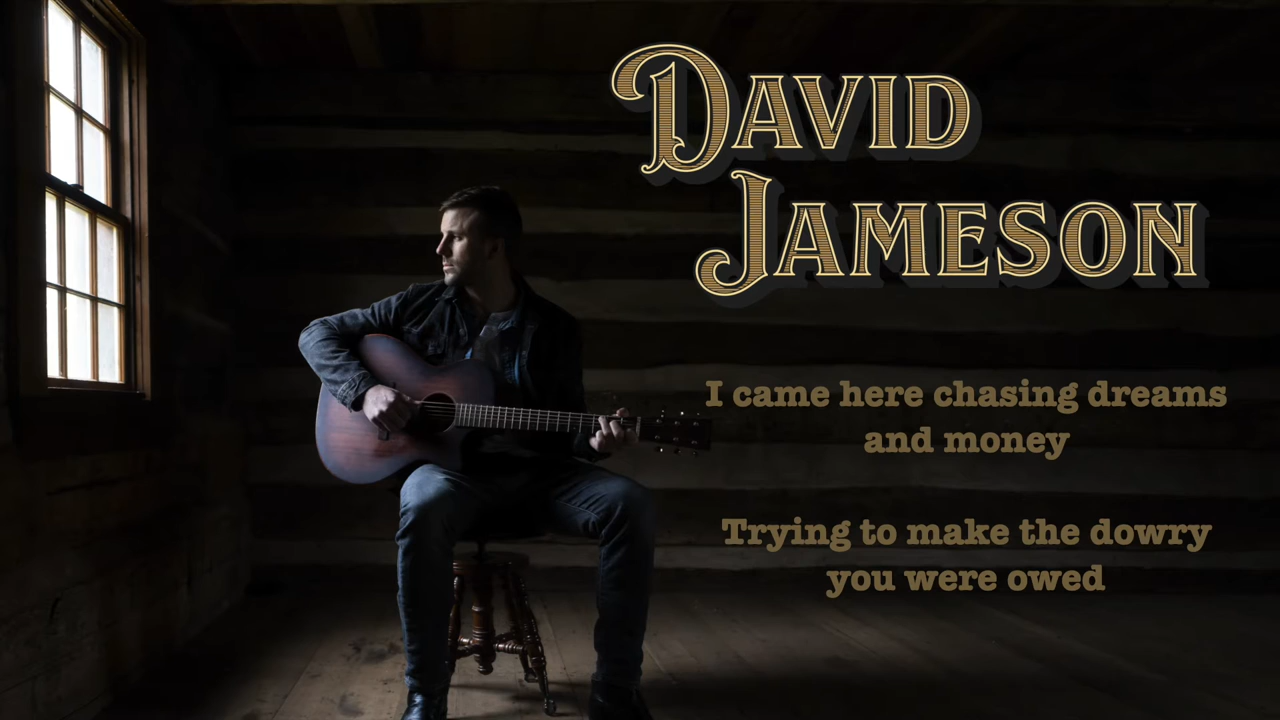 DAVID
JAMESON
I came here chasing dreams
and money
Trying to make the dowry
you were owed